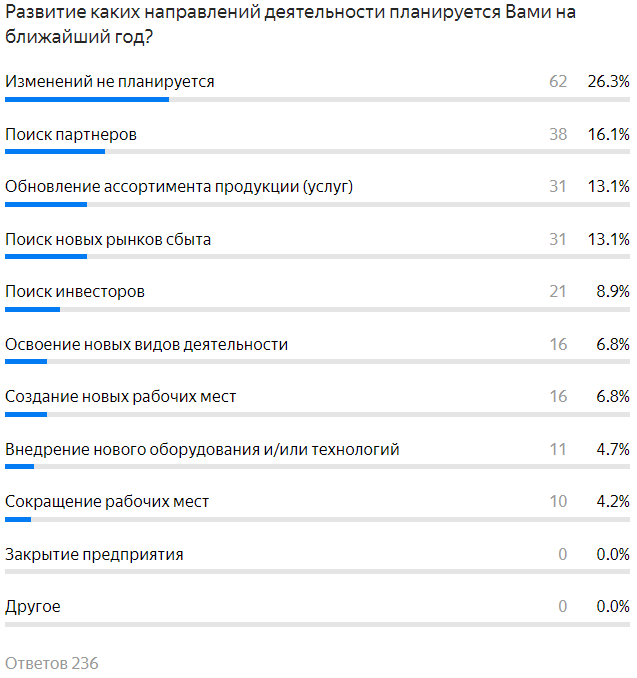 Развитие каких направлений деятельности планируется Вами на
ближайший год?
Изменений не планируется 62 26.3%
Поиск партнеров 38 16.1%
Обновление ассортимента продукции (услуг) 31 13.1%
Поиск новых рынков сбыта 31 13.1%
Поиск инвесторов 21 8.9%
Освоение новых видов деятельности 16 6.8%
Создание новых рабочих мест 16 6.8%
Внедрение нового оборудования и/или технологий 11 4.7%
Сокращение рабочих мест 10 4.2%
Закрытие предприятия 0 0.0%
Другое 0 0.0%
Ответов 236